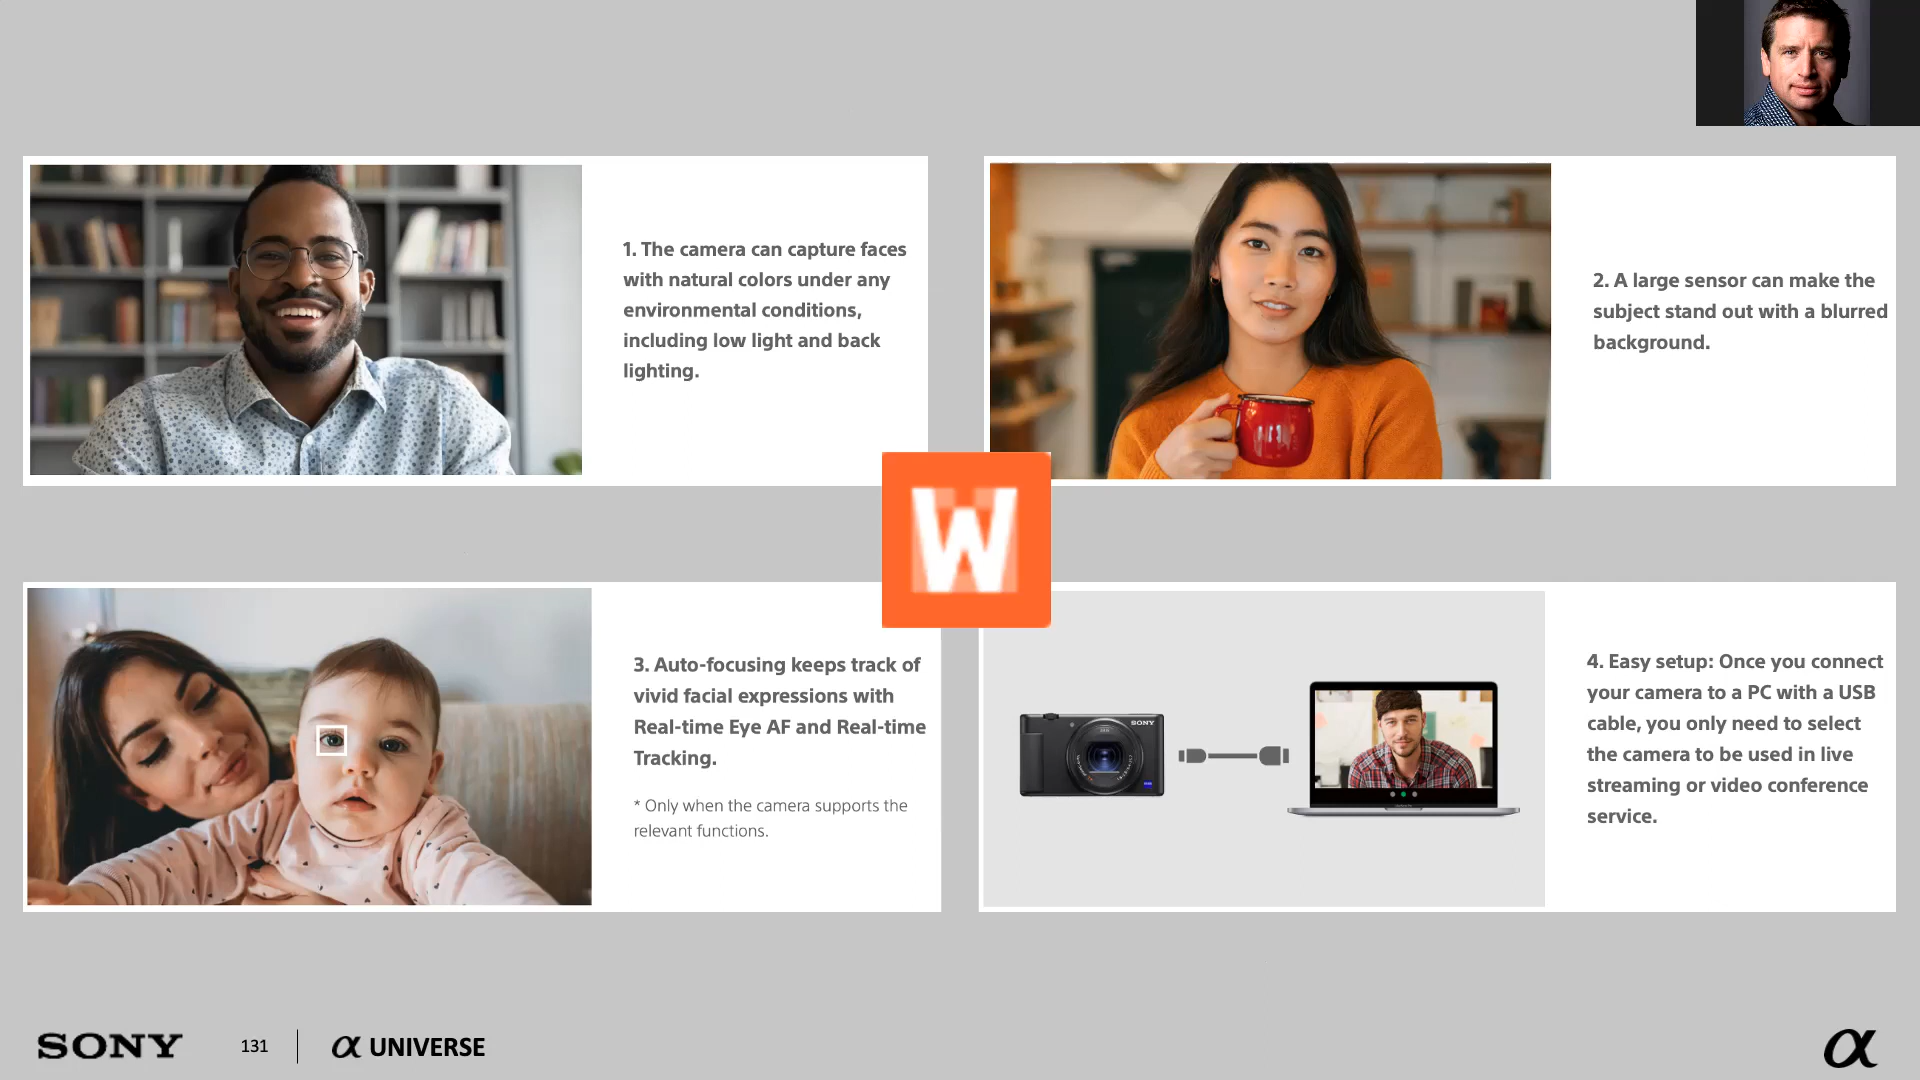 1. The camera can capture faces
with natural colors under any
environmental conditions,
including low light and back
lighting.
2. A large sensor can make the
subject stand out with a blurred
background.
W
3. Auto-focusing keeps track of
vivid facial expressions with
Real-time Eye AF and Real-time
Tracking.
* Only when the camera supports the
relevant functions.
SONY
4. Easy setup: Once you connect
your camera to a PC with a USB
cable, you only need to select
the camera to be used in live
streaming or video conference
service.
SONY
131
α UNIVERSE
α